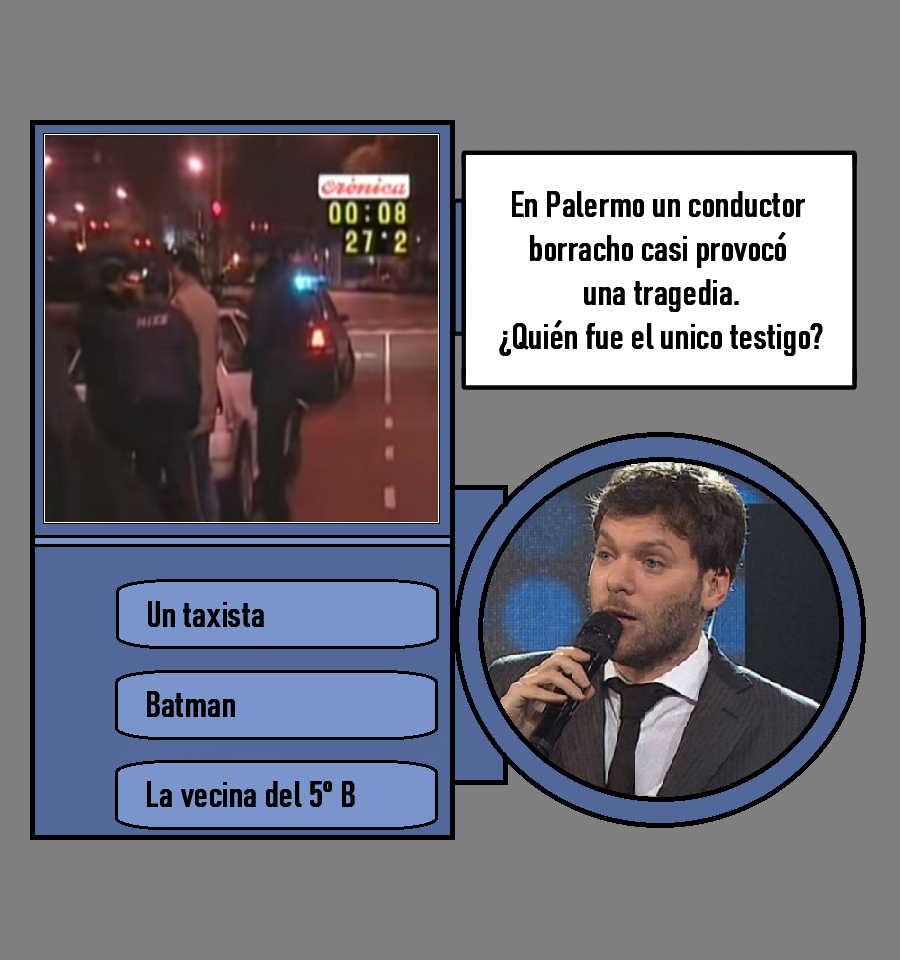 crónica
00:08
27°2
En Palermo un conductor
borracho casi provocó
una tragedia.
¿Quién fue el unico testigo?
Un taxista
Batman
La vecina del 5° B